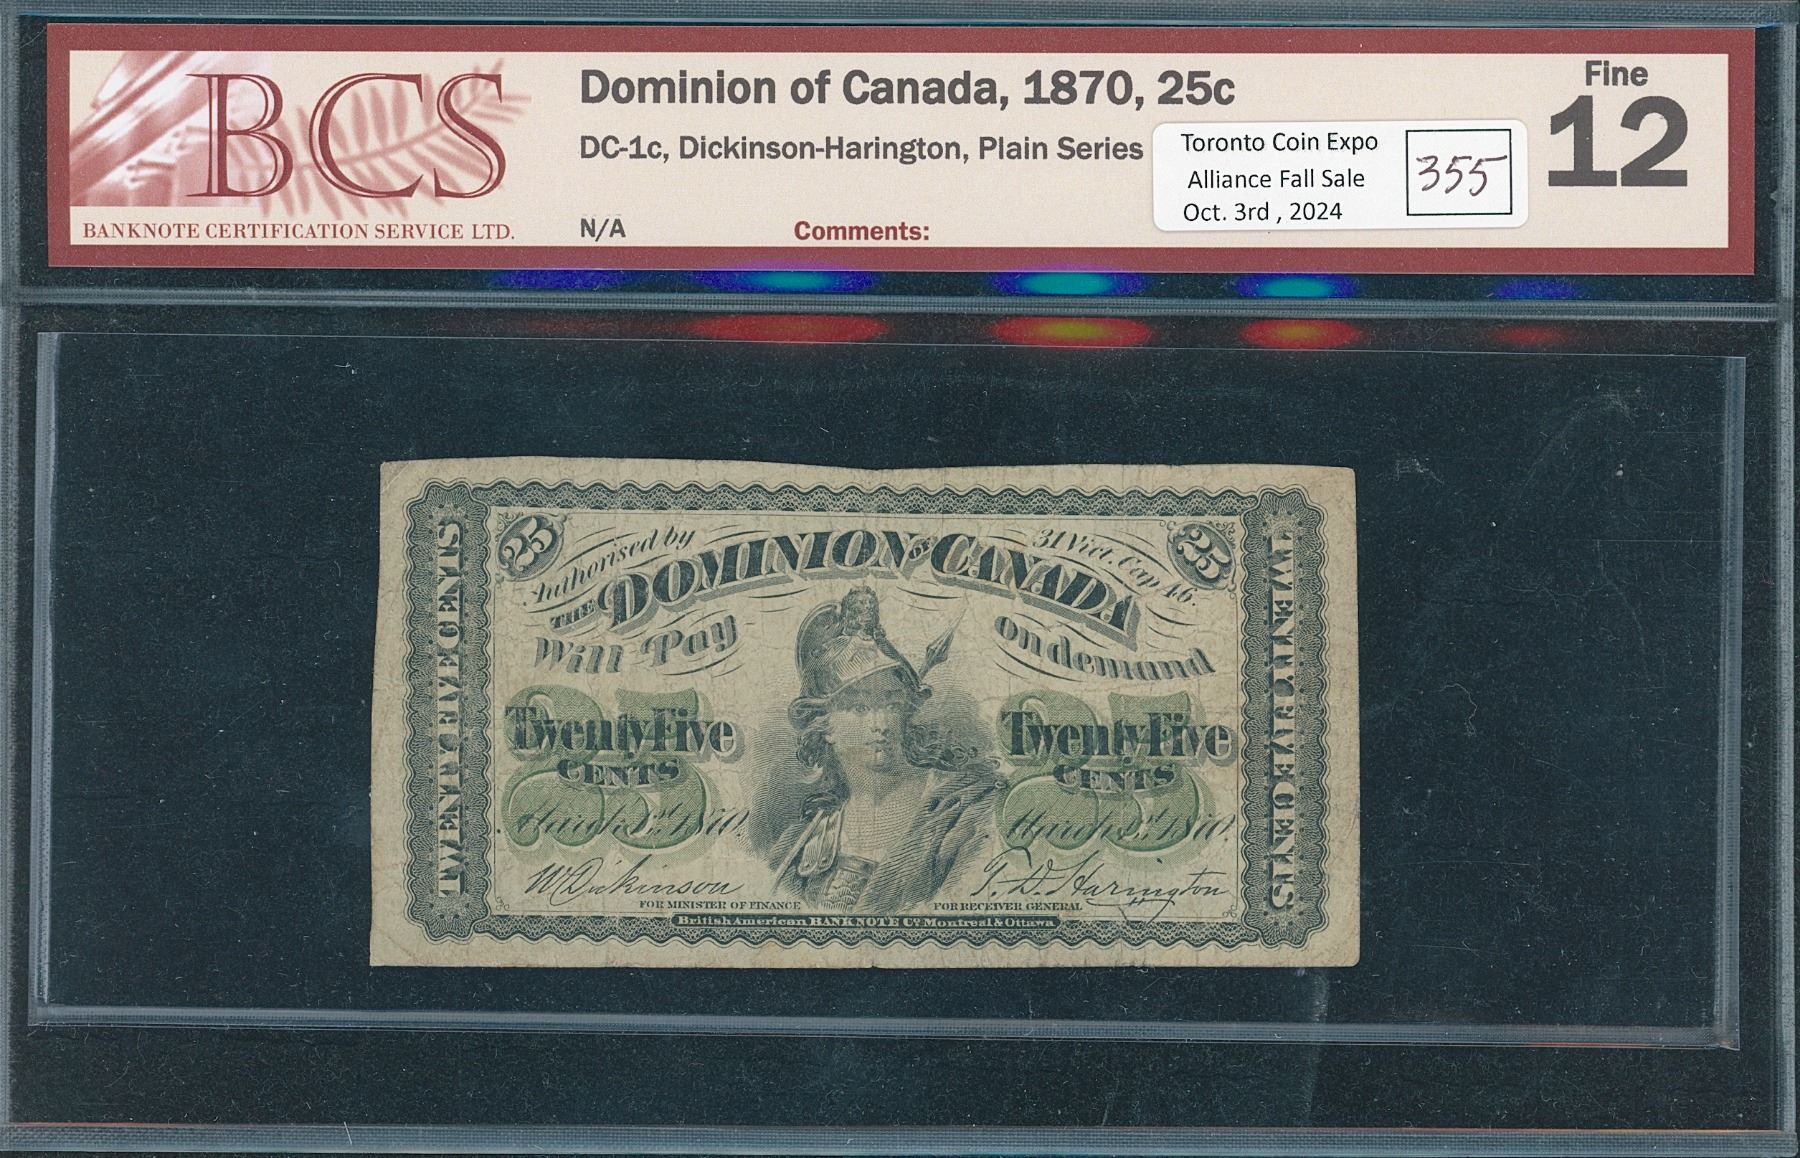 BCS
BANKNOTE CERTIFICATION SERVICE LTD.
Dominion of Canada, 1870, 25c
DC-1c, Dickinson-Harington, Plain Series
N/A
Comments:
Toronto Coin Expo
Alliance Fall Sale
Oct. 3rd , 2024
355
Fine
12
25
Authorised by
31 Vict. Cap 46.
25
THE DOMINION OF CANADA
Will Pay
on demand
25
Twenty Five
CENTS
March 1st. 1870.
25
Twenty Five
CENTS
March 1st. 1870.
TWENTY FIVE CENTS
TWENTY FIVE CENTS
W Dickinson
FOR MINISTER OF FINANCE
T. D. Harington
FOR RECEIVER GENERAL
British American BANK NOTE Co. Montreal & Ottawa